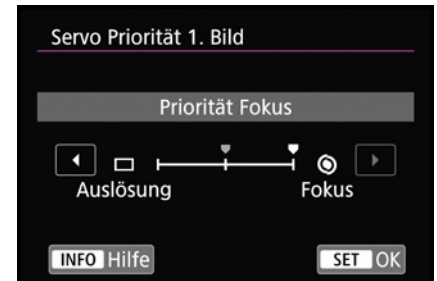 Servo Priorität 1. Bild
Priorität Fokus
Auslösung Fokus
INFO Hilfe SET OK